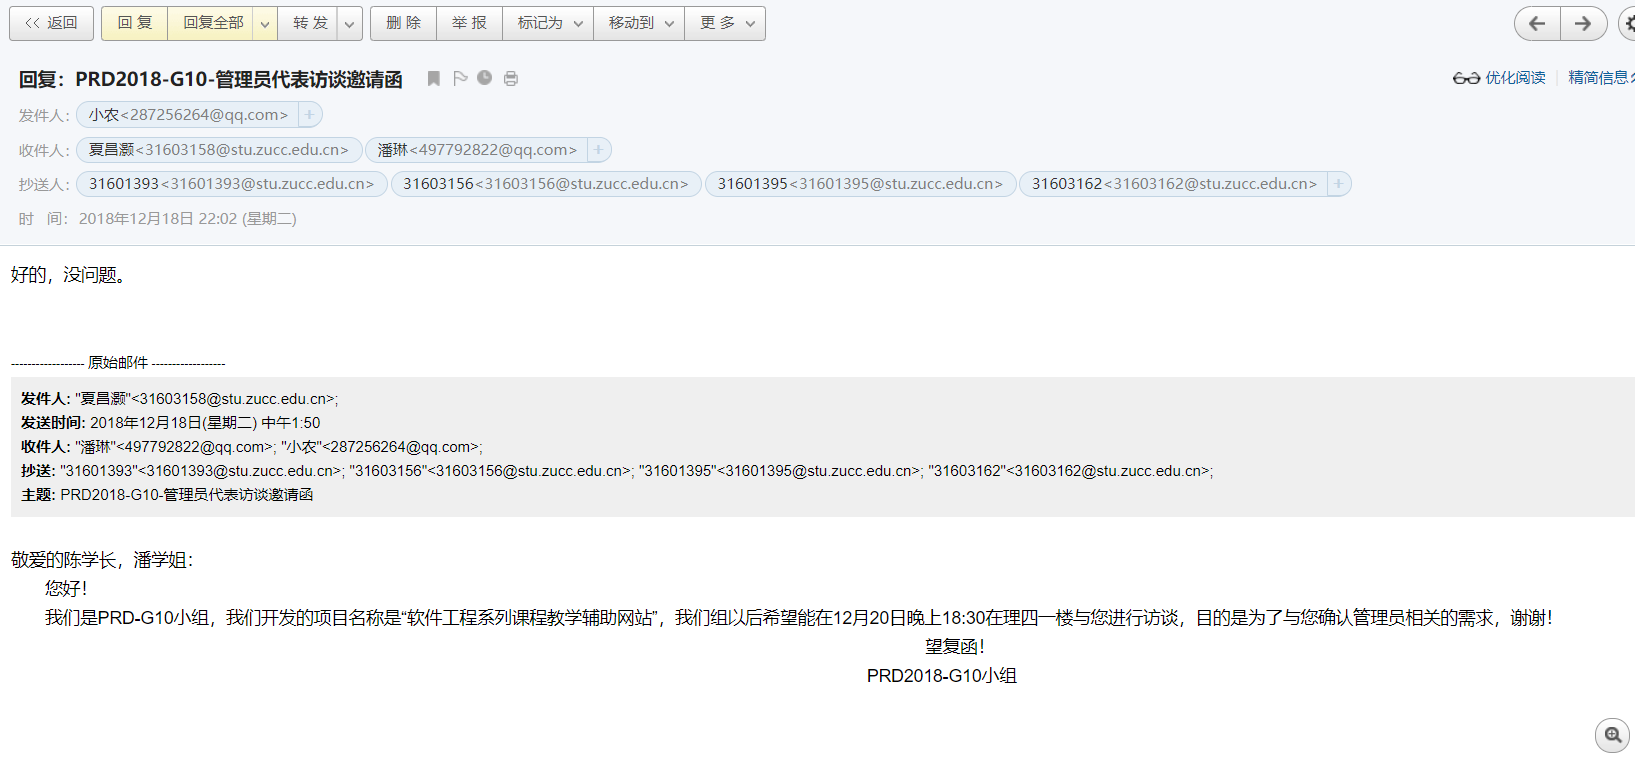 << 返回 回 复 回复全部 转 发 删 除 举 报 标记为 移动到 更 多
回复：PRD2018-G10-管理员代表访谈邀请函
优化阅读 精简信息
发件人：小农<287256264@qq.com> +
收件人：夏昌灏<31603158@stu.zucc.edu.cn> 潘琳<497792822@qq.com> +
抄送人：31601393<31601393@stu.zucc.edu.cn> 31603156<31603156@stu.zucc.edu.cn> 31601395<31601395@stu.zucc.edu.cn> 31603162<31603162@stu.zucc.edu.cn> +
时 间：2018年12月18日 22:02 (星期二)
好的，没问题。
------------------ 原始邮件 ------------------
发件人: "夏昌灏"<31603158@stu.zucc.edu.cn>;
发送时间: 2018年12月18日(星期二) 中午1:50
收件人: "潘琳"<497792822@qq.com>; "小农"<287256264@qq.com>;
抄送: "31601393"<31601393@stu.zucc.edu.cn>; "31603156"<31603156@stu.zucc.edu.cn>; "31601395"<31601395@stu.zucc.edu.cn>; "31603162"<31603162@stu.zucc.edu.cn>;
主题: PRD2018-G10-管理员代表访谈邀请函
敬爱的陈学长，潘学姐：
您好！
我们是PRD-G10小组，我们开发的项目名称是“软件工程系列课程教学辅助网站”，我们组以后希望能在12月20日晚上18:30在理四一楼与您进行访谈，目的是为了与您确认管理员相关的需求，谢谢！
望复函！
PRD2018-G10小组